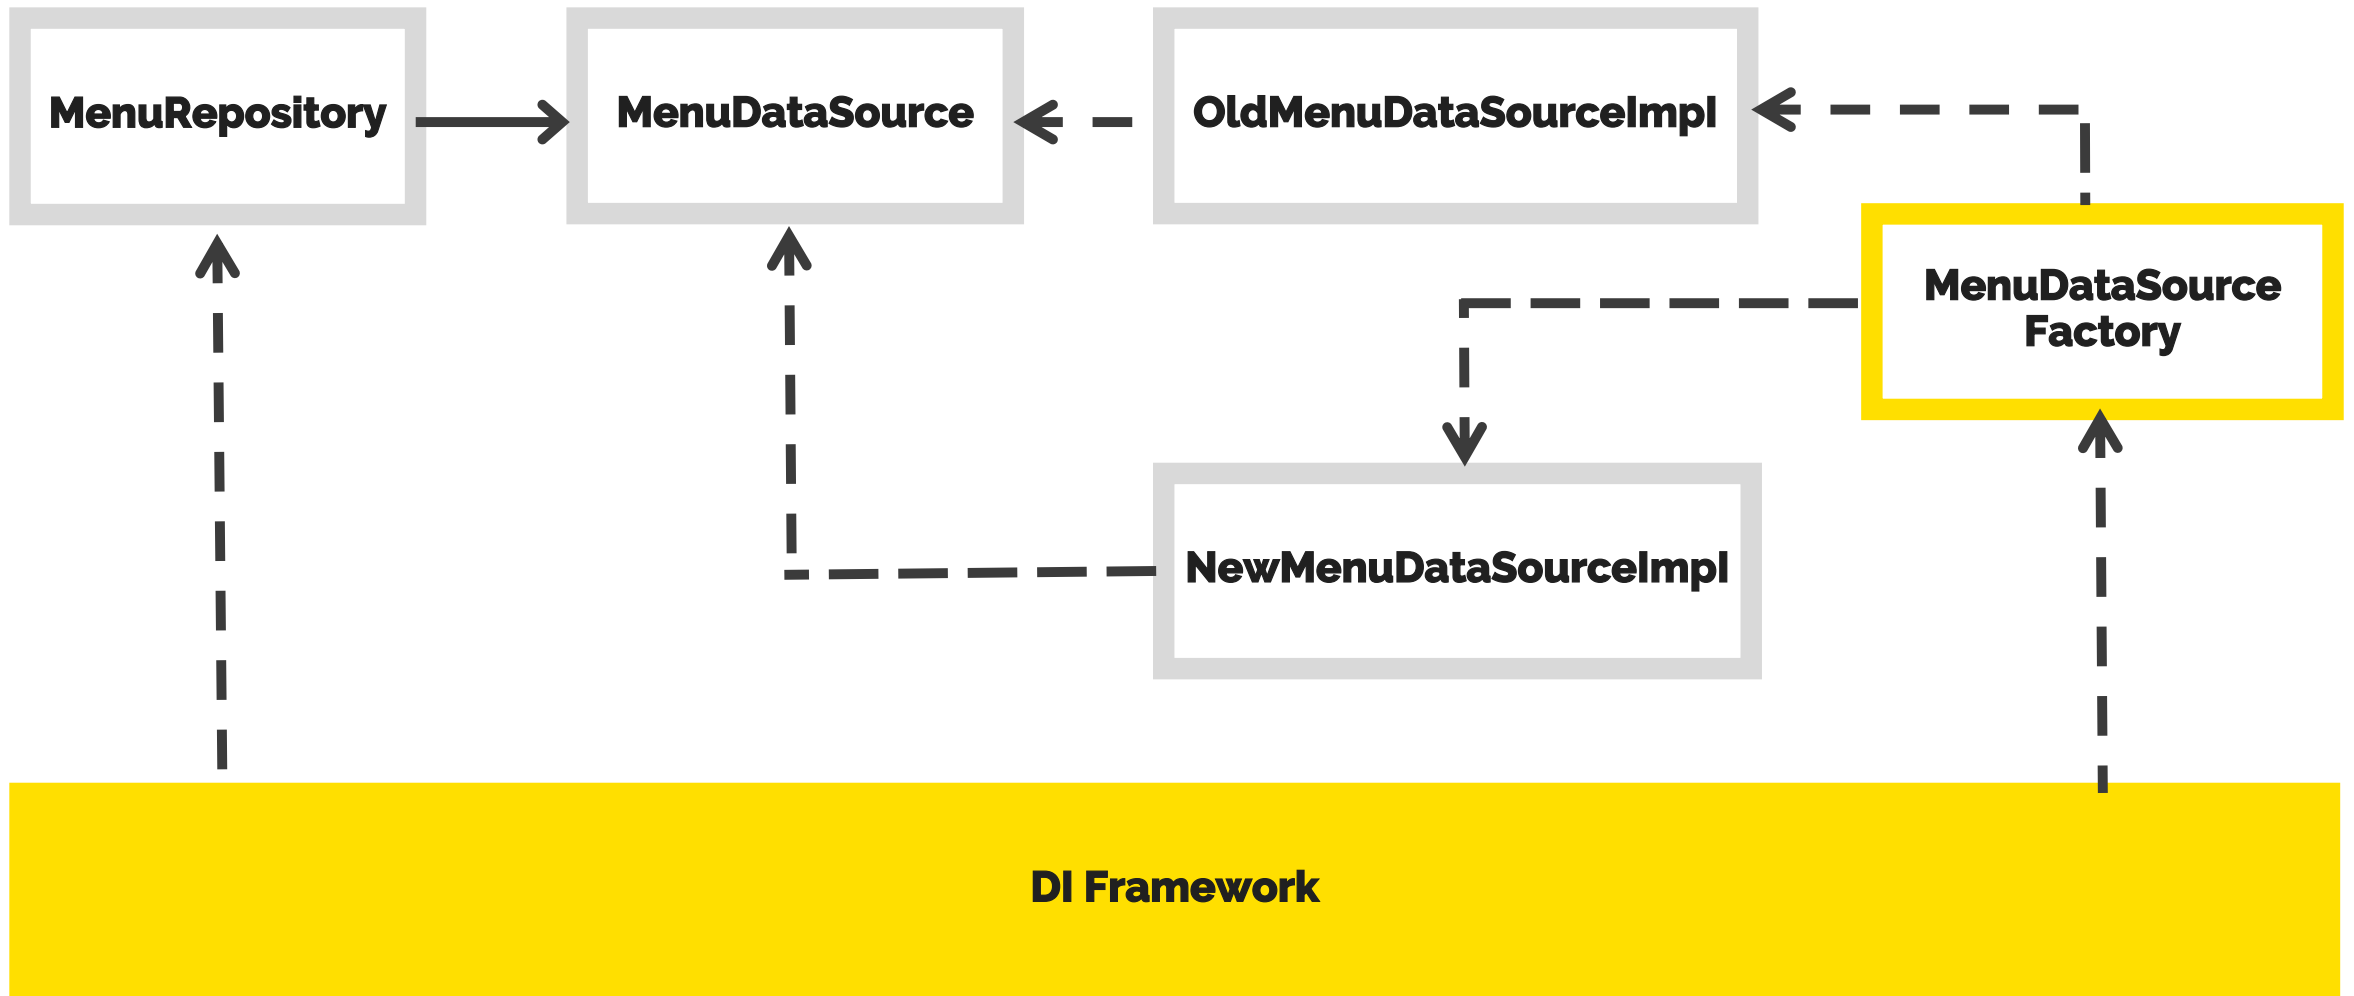 MenuRepository
MenuDataSource
OldMenuDataSourceImpl
MenuDataSource
Factory
NewMenuDataSourceImpl
DI Framework